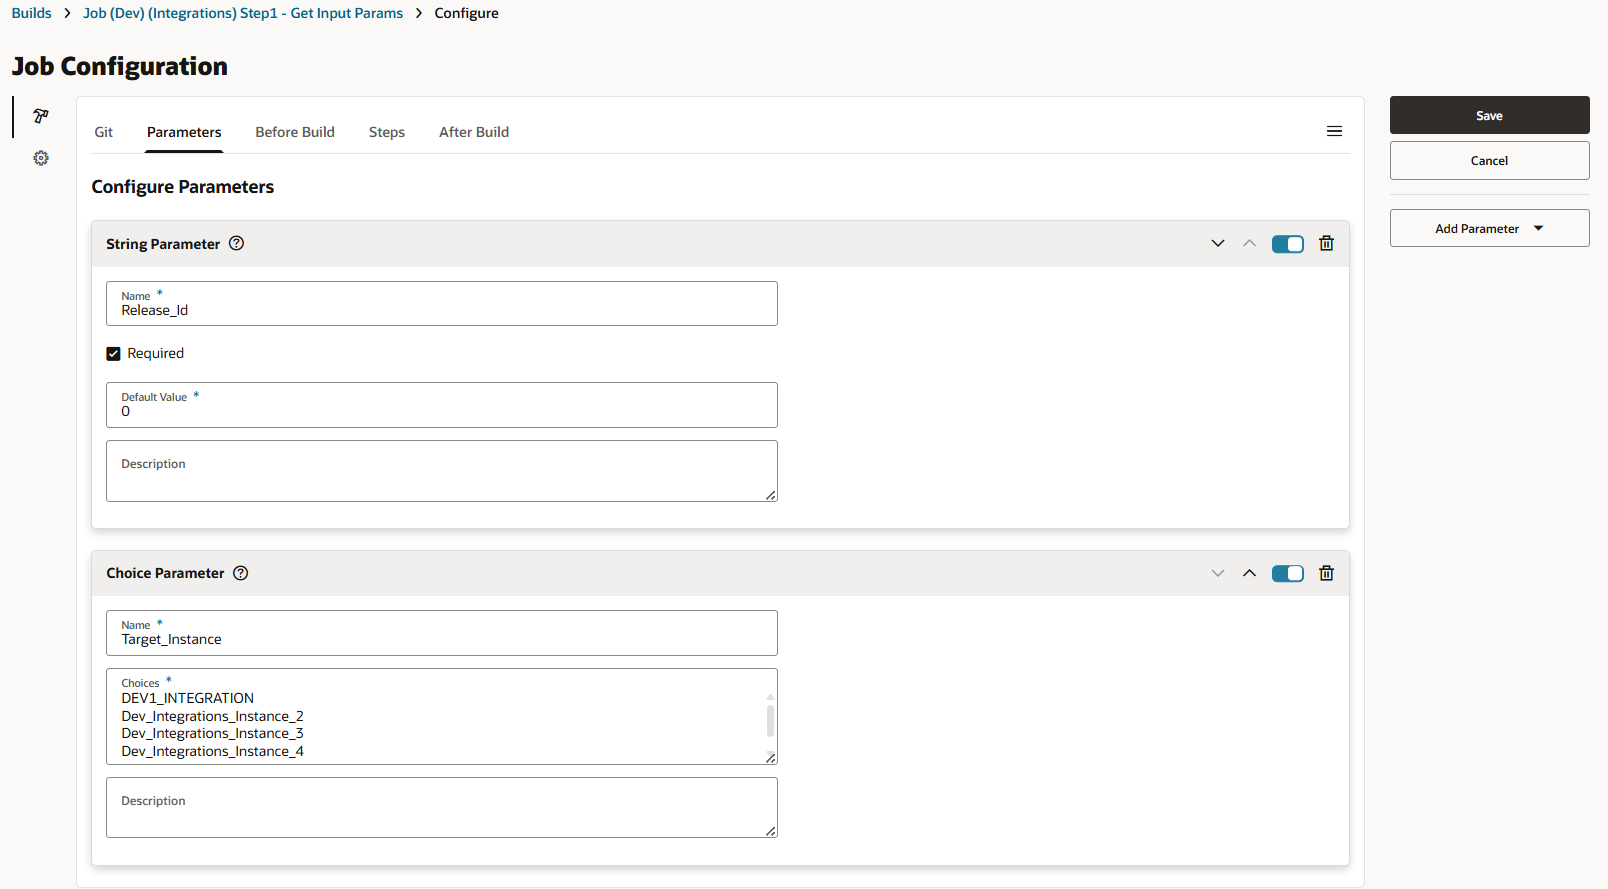 Builds > Job (Dev) (Integrations) Step1 - Get Input Params > Configure
Job Configuration
Git Parameters Before Build Steps After Build
Configure Parameters
String Parameter ?
Name *
Release_Id
Required
Default Value *
0
Description
Choice Parameter ?
Name *
Target_Instance
Choices *
DEV1_INTEGRATION
Dev_Integrations_Instance_2
Dev_Integrations_Instance_3
Dev_Integrations_Instance_4
Description
Save
Cancel
Add Parameter